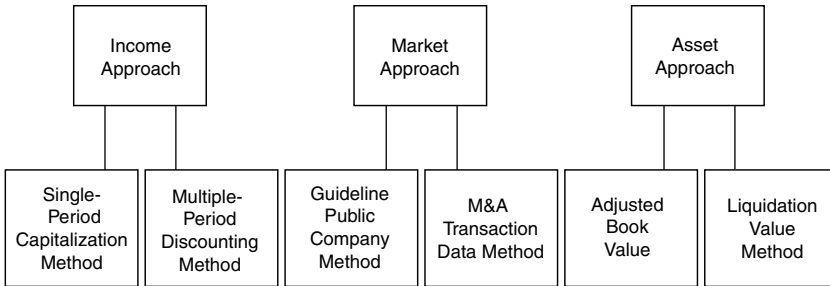 Income
Approach
Market
Approach
Asset
Approach
Single-
Period
Capitalization
Method
Multiple-
Period
Discounting
Method
Guideline
Public
Company
Method
M&A
Transaction
Data Method
Adjusted
Book
Value
Liquidation
Value
Method